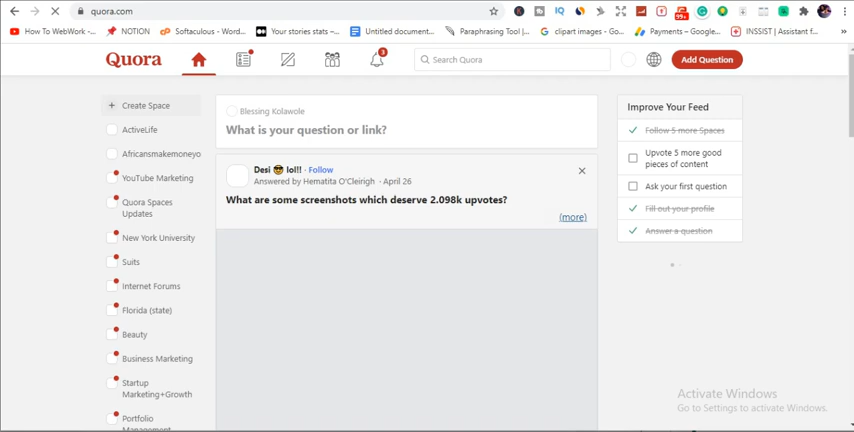 quora.com
99+
How To WebWork -...
NOTION
Softaculous - Word...
Your stories stats –...
Untitled document...
Paraphrasing Tool |...
clipart images - Go...
Payments – Google...
INSSIST | Assistant f...
Quora
3
Search Quora
Add Question
+ Create Space
ActiveLife
Africansmakemoneyo
YouTube Marketing
Quora Spaces
Updates
New York University
Suits
Internet Forums
Florida (state)
Beauty
Business Marketing
Startup
Marketing+Growth
Portfolio
Management
Blessing Kolawole
What is your question or link?
Desi 😎 lol!! · Follow
Answered by Hematita O'Cleirigh · April 26
What are some screenshots which deserve 2.098k upvotes?
(more)
Improve Your Feed
Follow 5 more Spaces
Upvote 5 more good
pieces of content
Ask your first question
Fill out your profile
Answer a question
Activate Windows
Go to Settings to activate Windows.